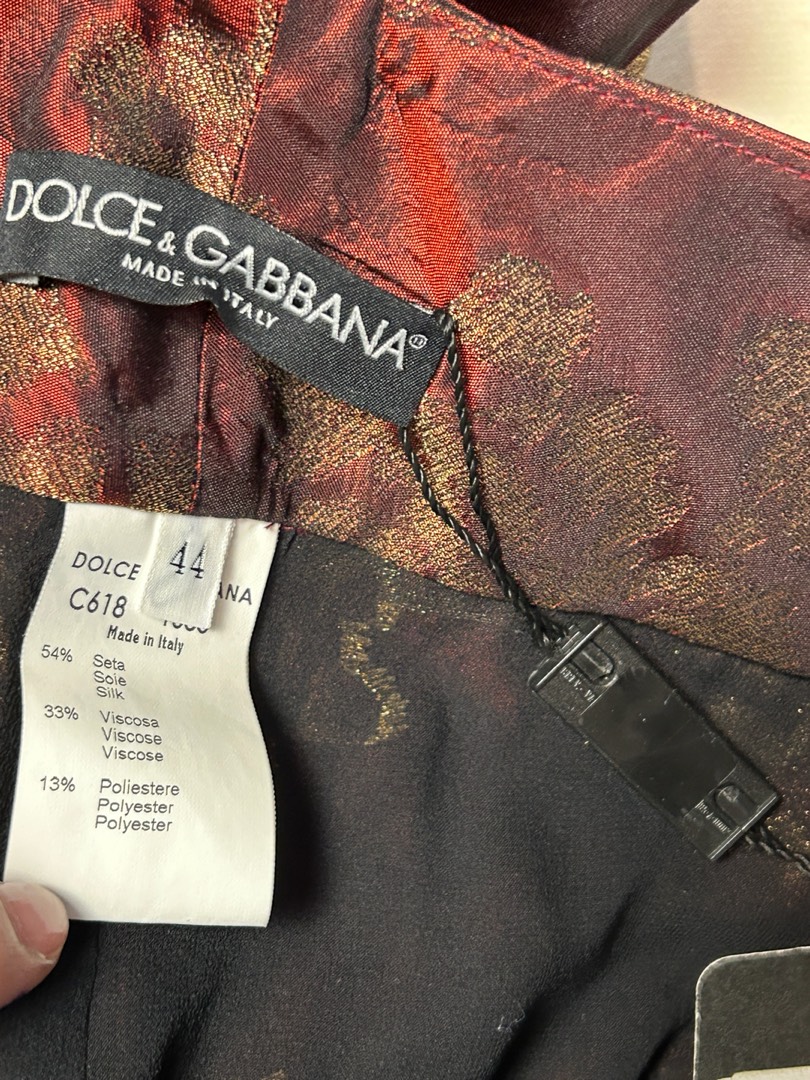 DOLCE & GABBANA
MADE IN ITALY
44
DOLCE
ANA
C618
Made in Italy
54% Seta
Soie
Silk
33% Viscosa
Viscose
Viscose
13% Poliestere
Polyester
Polyester